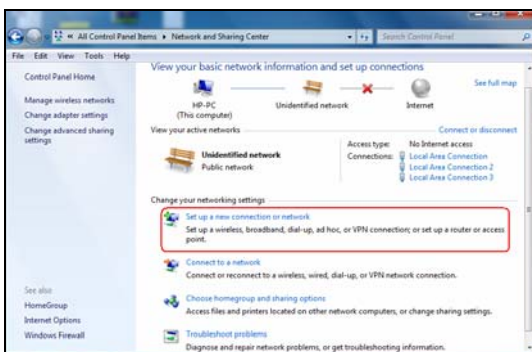 « All Control Panel Items ▸ Network and Sharing Center
Search Control Panel
File Edit View Tools Help
Control Panel Home
Manage wireless networks
Change adapter settings
Change advanced sharing
settings
See also
HomeGroup
Internet Options
Windows Firewall
View your basic network information and set up connections
See full map
HP-PC
(This computer)
Unidentified network
Internet
View your active networks
Connect or disconnect
Unidentified network
Public network
Access type: No Internet access
Connections: Local Area Connection
Local Area Connection 2
Local Area Connection 3
Change your networking settings
Set up a new connection or network
Set up a wireless, broadband, dial-up, ad hoc, or VPN connection; or set up a router or access
point.
Connect to a network
Connect or reconnect to a wireless, wired, dial-up, or VPN network connection.
Choose homegroup and sharing options
Access files and printers located on other network computers, or change sharing settings.
Troubleshoot problems
Diagnose and repair network problems, or get troubleshooting information.